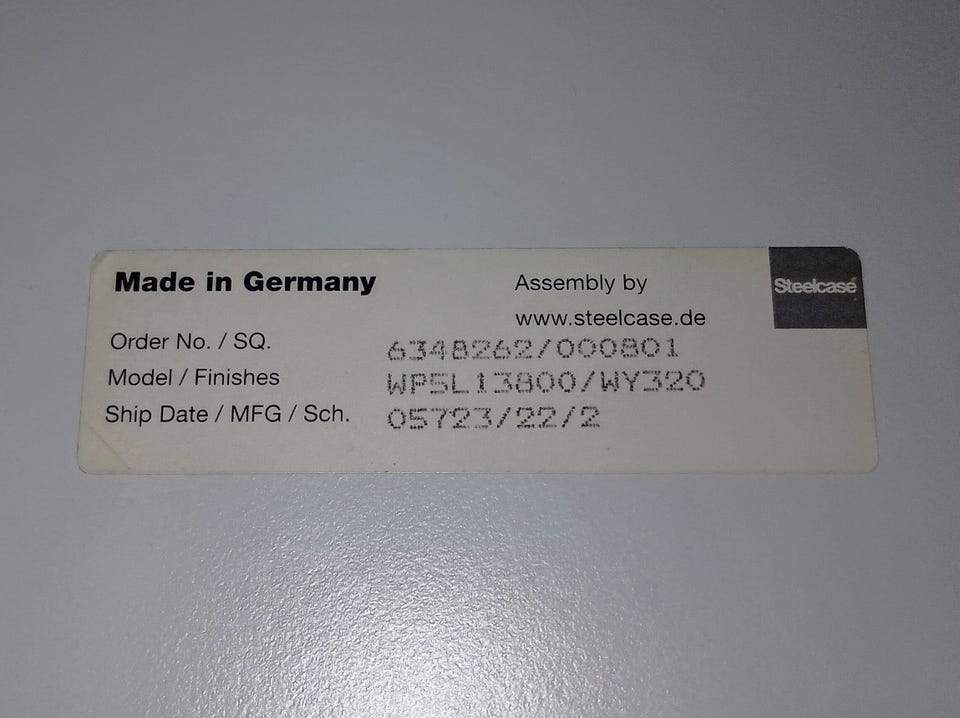 Made in Germany
Assembly by
www.steelcase.de
Steelcase
Order No. / SQ. 6348262/000801
Model / Finishes WPSL13800/WY320
Ship Date / MFG / Sch. 05723/22/2